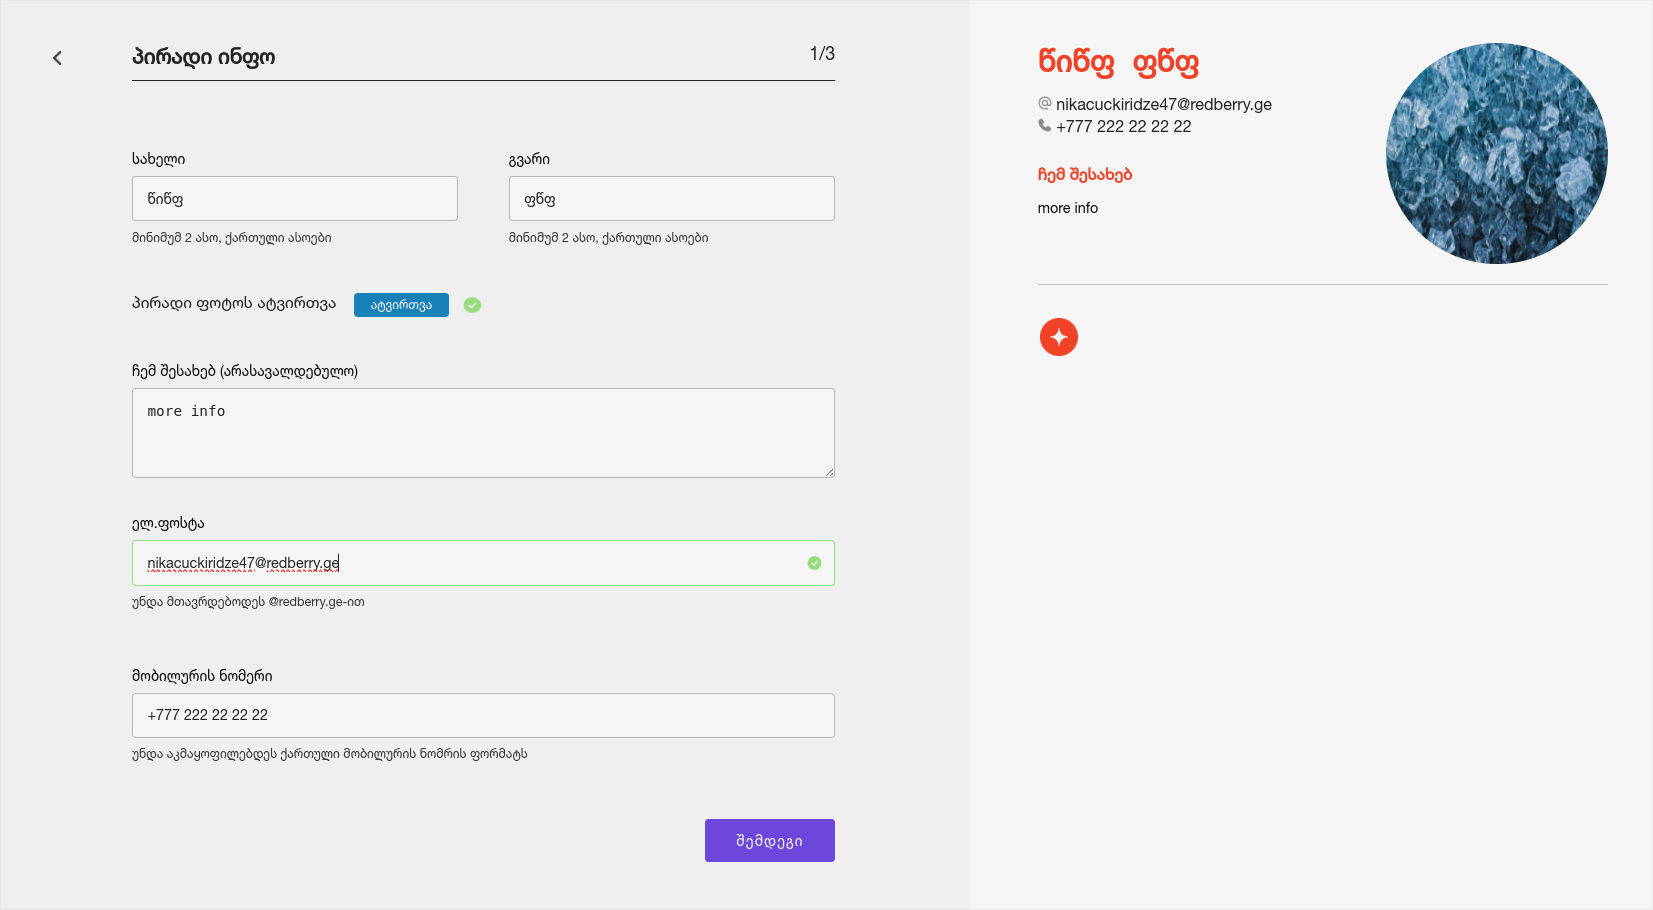 პირადი ინფო
1/3
სახელი
წიწფ
მინიმუმ 2 ასო, ქართული ასოები
გვარი
ფწფ
მინიმუმ 2 ასო, ქართული ასოები
პირადი ფოტოს ატვირთვა
ატვირთვა
ჩემ შესახებ (არასავალდებულო)
more info
ელ.ფოსტა
nikacuckiridze47@redberry.ge
უნდა მთავრდებოდეს @redberry.ge-ით
მობილურის ნომერი
+777 222 22 22 22
უნდა აკმაყოფილებდეს ქართული მობილურის ნომრის ფორმატს
შემდეგი
წიწფ ფწფ
nikacuckiridze47@redberry.ge
+777 222 22 22 22
ჩემ შესახებ
more info